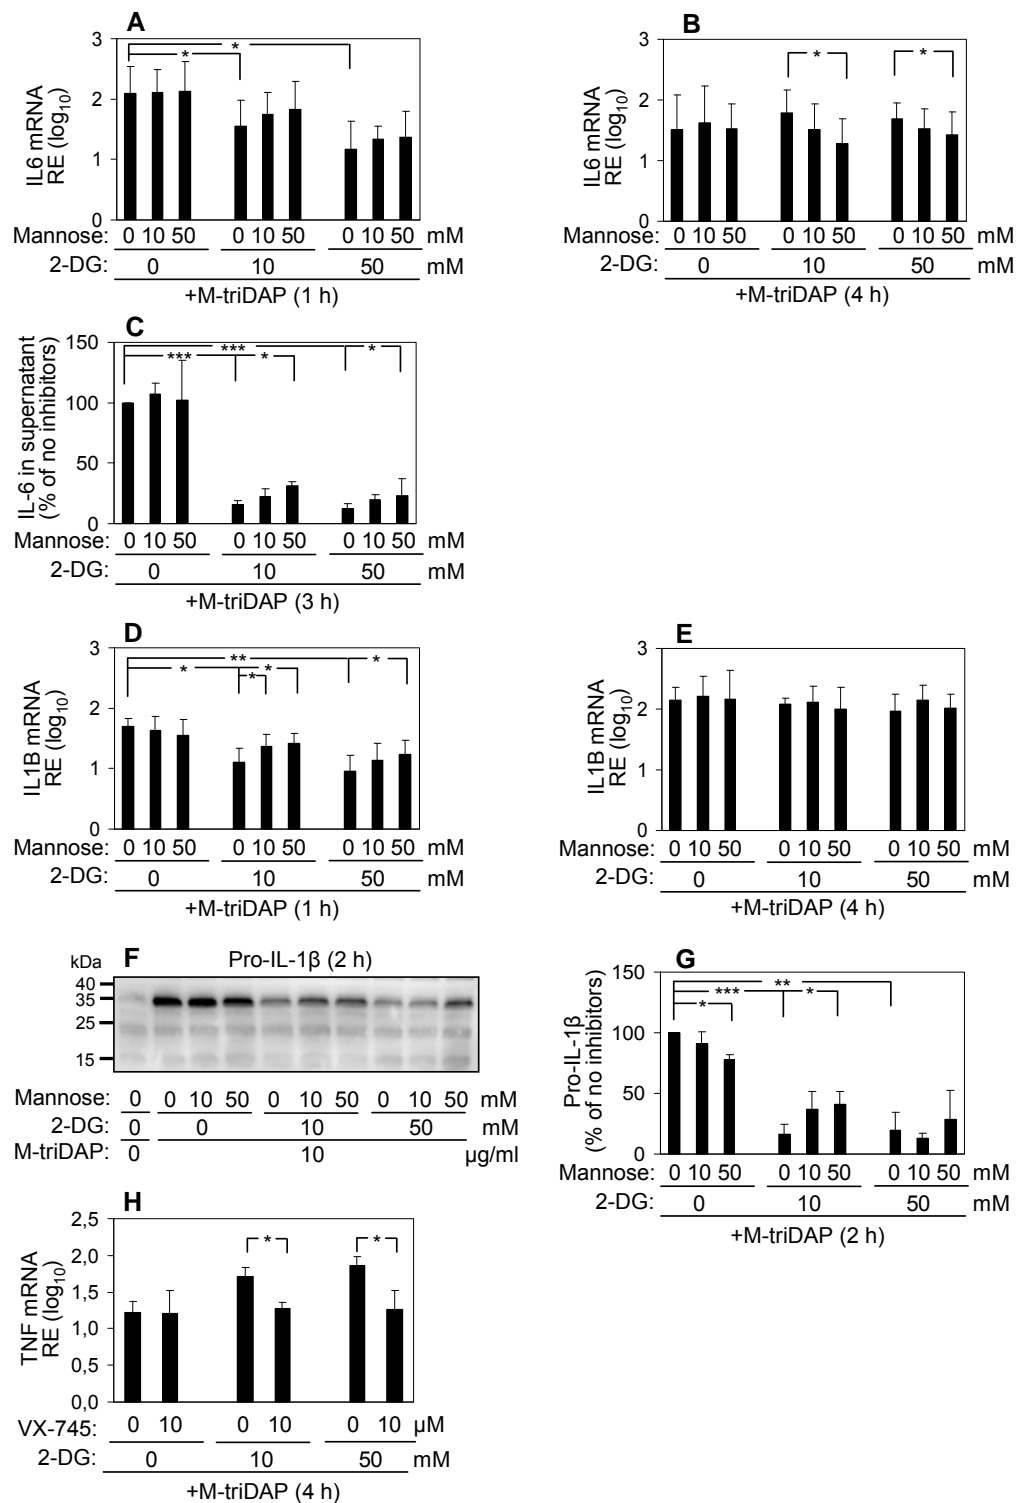 A
3
2
1
0
IL6 mRNA
RE (log10)
* *
Mannose: 0 10 50 0 10 50 0 10 50 mM
2-DG: 0 10 50 mM
+M-triDAP (1 h)
B
3
2
1
0
IL6 mRNA
RE (log10)
* *
Mannose: 0 10 50 0 10 50 0 10 50 mM
2-DG: 0 10 50 mM
+M-triDAP (4 h)
C
150
100
50
0
IL-6 in supernatant
(% of no inhibitors)
*** *** * *
Mannose: 0 10 50 0 10 50 0 10 50 mM
2-DG: 0 10 50 mM
+M-triDAP (3 h)
D
3
2
1
0
IL1B mRNA
RE (log10)
** *
* * *
Mannose: 0 10 50 0 10 50 0 10 50 mM
2-DG: 0 10 50 mM
+M-triDAP (1 h)
E
3
2
1
0
IL1B mRNA
RE (log10)
Mannose: 0 10 50 0 10 50 0 10 50 mM
2-DG: 0 10 50 mM
+M-triDAP (4 h)
F
Pro-IL-1β (2 h)
kDa
40
35
25
15
Mannose: 0 0 10 50 0 10 50 0 10 50 mM
2-DG: 0 0 10 50 mM
M-triDAP: 0 10 µg/ml
G
150
100
50
0
Pro-IL-1β
(% of no inhibitors)
**
*** *
*
Mannose: 0 10 50 0 10 50 0 10 50 mM
2-DG: 0 10 50 mM
+M-triDAP (2 h)
H
2,5
2,0
1,5
1,0
0,5
0,0
TNF mRNA
RE (log10)
* *
VX-745: 0 10 0 10 0 10 µM
2-DG: 0 10 50 mM
+M-triDAP (4 h)